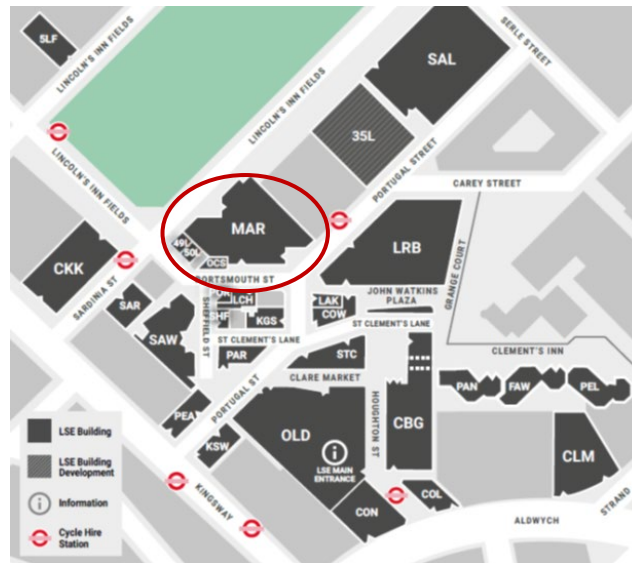 5LF
LINCOLN'S INN FIELDS
LINCOLN'S INN FIELDS
LINCOLN'S INN FIELDS
SERLE STREET
SAL
35L
PORTUGAL STREET
CAREY STREET
MAR
49L
50L
OCS
PORTSMOUTH ST
CKK
SARDINIA ST
LRB
GRANGE COURT
JOHN WATKINS
PLAZA
SAR
SAW
SHEFFIELD ST
LCH
SHF
KGS
LAK
COW
ST CLEMENT'S LANE
ST CLEMENT'S LANE
CLEMENT'S INN
PAR
STC
CLARE MARKET
PORTUGAL ST
PEA
KSW
OLD
LSE MAIN
ENTRANCE
HOUGHTON ST
CBG
PAN
FAW
PEL
CLM
CON
COL
KINGSWAY
ALDWYCH
STRAND
LSE Building
LSE Building
Development
Information
Cycle Hire
Station